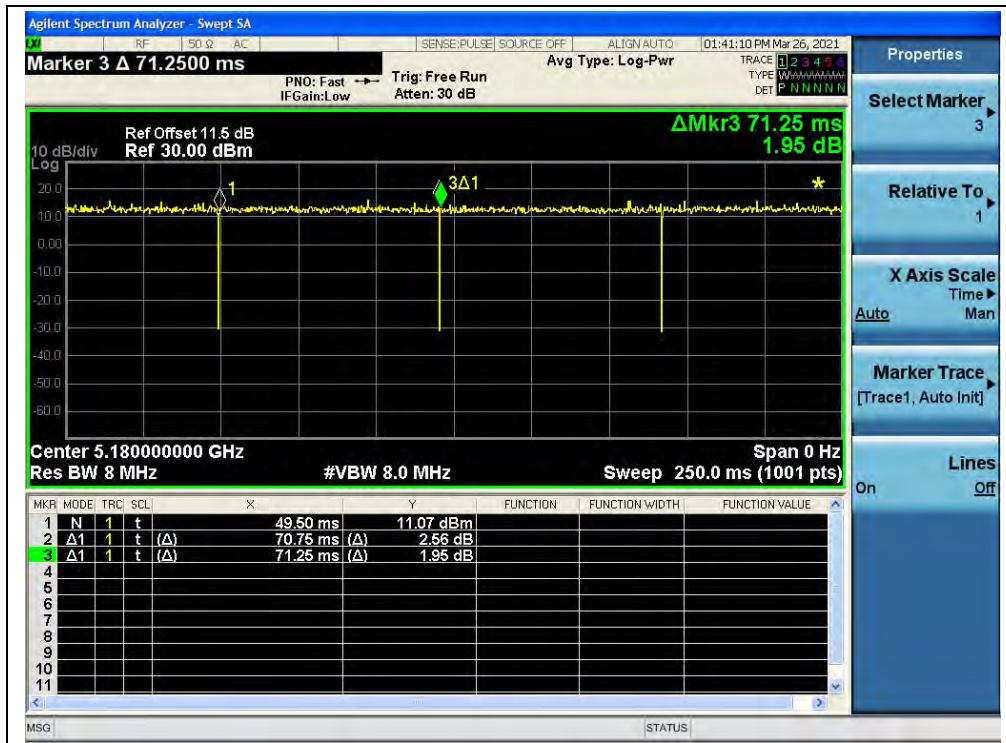 Agilent Spectrum Analyzer - Swept SA
LXI RF 50 Ω AC SENSE:PULSE SOURCE OFF ALIGN AUTO 01:41:10 PM Mar 26, 2021
Marker 3 Δ 71.2500 ms
PNO: Fast
IFGain:Low
Trig: Free Run
Atten: 30 dB
Avg Type: Log-Pwr
TRACE 1 2 3 4 5 6
TYPE WWWWWW
DET P N N N N N
ΔMkr3 71.25 ms
1.95 dB
Ref Offset 11.5 dB
10 dB/div Ref 30.00 dBm
Log
20.0
10.0
0.00
-10.0
-20.0
-30.0
-40.0
-50.0
-60.0
1
3Δ1
*
Center 5.180000000 GHz Span 0 Hz
Res BW 8 MHz #VBW 8.0 MHz Sweep 250.0 ms (1001 pts)
MKR MODE TRC SCL X Y FUNCTION FUNCTION WIDTH FUNCTION VALUE
1 N 1 t 49.50 ms 11.07 dBm
2 Δ1 1 t (Δ) 70.75 ms (Δ) 2.56 dB
3 Δ1 1 t (Δ) 71.25 ms (Δ) 1.95 dB
4
5
6
7
8
9
10
11
MSG STATUS
Properties
Select Marker
3
Relative To
1
X Axis Scale
Time
Auto Man
Marker Trace
[Trace1, Auto Init]
Lines
On Off